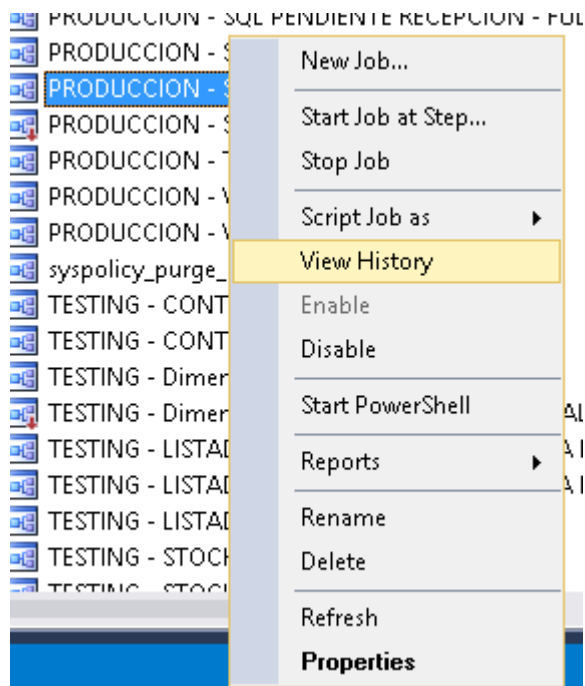 PRODUCCION - SQL PENDIENTE RECEPCION - FUL
PRODUCCION - S
PRODUCCION - S
PRODUCCION - S
PRODUCCION - T
PRODUCCION - V
PRODUCCION - V
syspolicy_purge_
TESTING - CONT
TESTING - CONT
TESTING - Dimer
TESTING - Dimer
TESTING - LISTAD
TESTING - LISTAD
TESTING - LISTAD
TESTING - STOCK
TESTING - STOCK
New Job...
Start Job at Step...
Stop Job
Script Job as
View History
Enable
Disable
Start PowerShell
Reports
Rename
Delete
Refresh
Properties